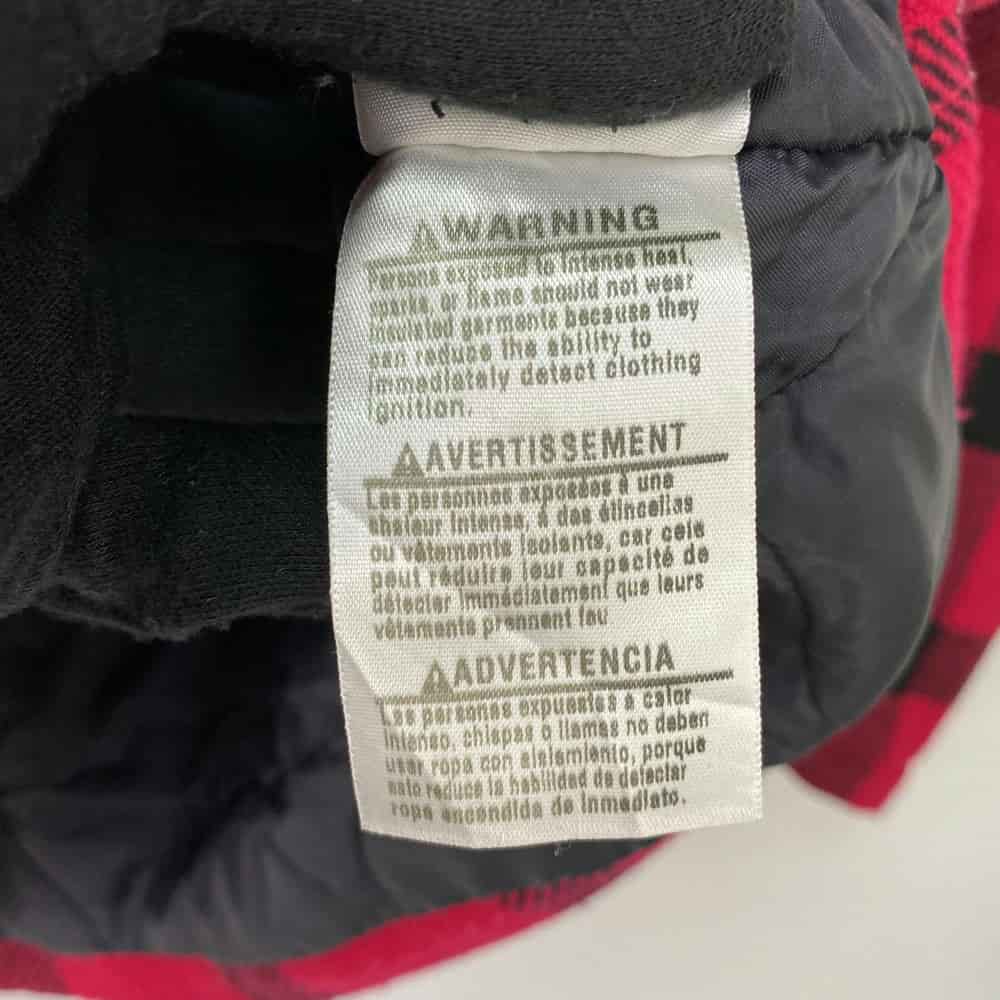 WARNING
Persons exposed to intense heat,
sparks, or flame should not wear
insulated garments because they
can reduce the ability to
immediately detect clothing
ignition.
AVERTISSEMENT
Les personnes exposées à une
chaleur intense, à des étincelles
ou vêtements isolants, car cela
peut réduire leur capacité de
détecter immédiatement que leurs
vêtements prennent feu
ADVERTENCIA
Las personas expuestas a calor
intenso, chispas o llamas no deben
usar ropa con aislamiento, porque
esto reduce la habilidad de detectar
ropa encendida de inmediato.